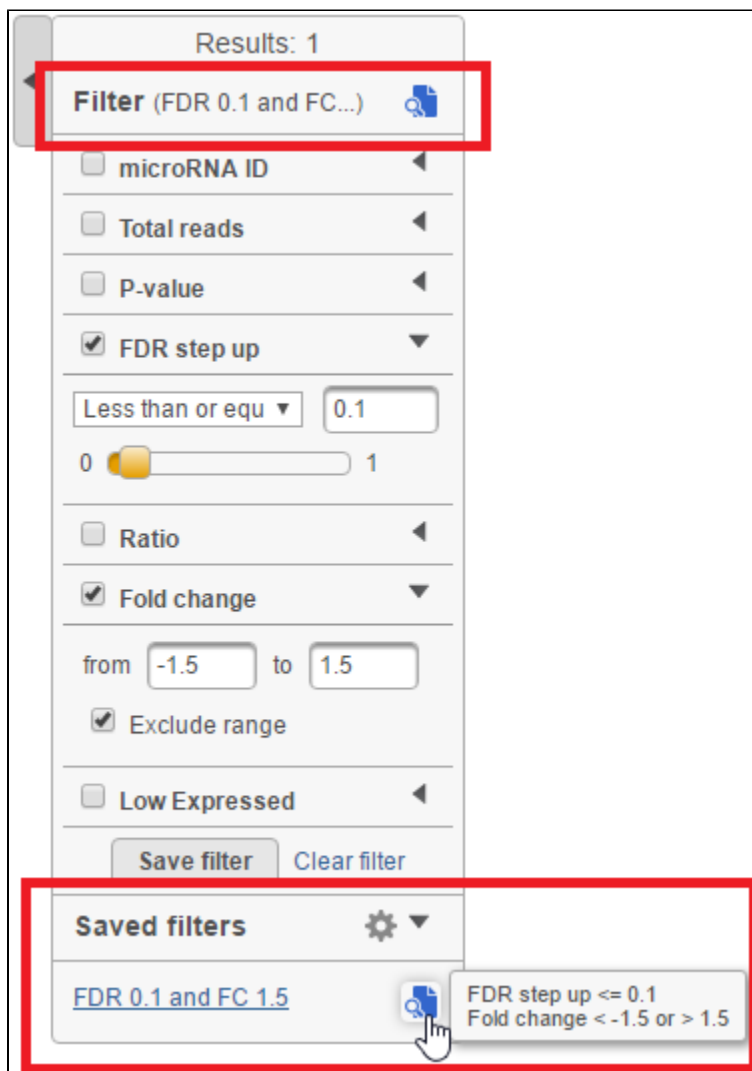 Results: 1
Filter (FDR 0.1 and FC...)
microRNA ID
Total reads
P-value
FDR step up
Less than or equ 0.1
0 1
Ratio
Fold change
from -1.5 to 1.5
Exclude range
Low Expressed
Save filter Clear filter
Saved filters
FDR 0.1 and FC 1.5
FDR step up <= 0.1
Fold change < -1.5 or > 1.5